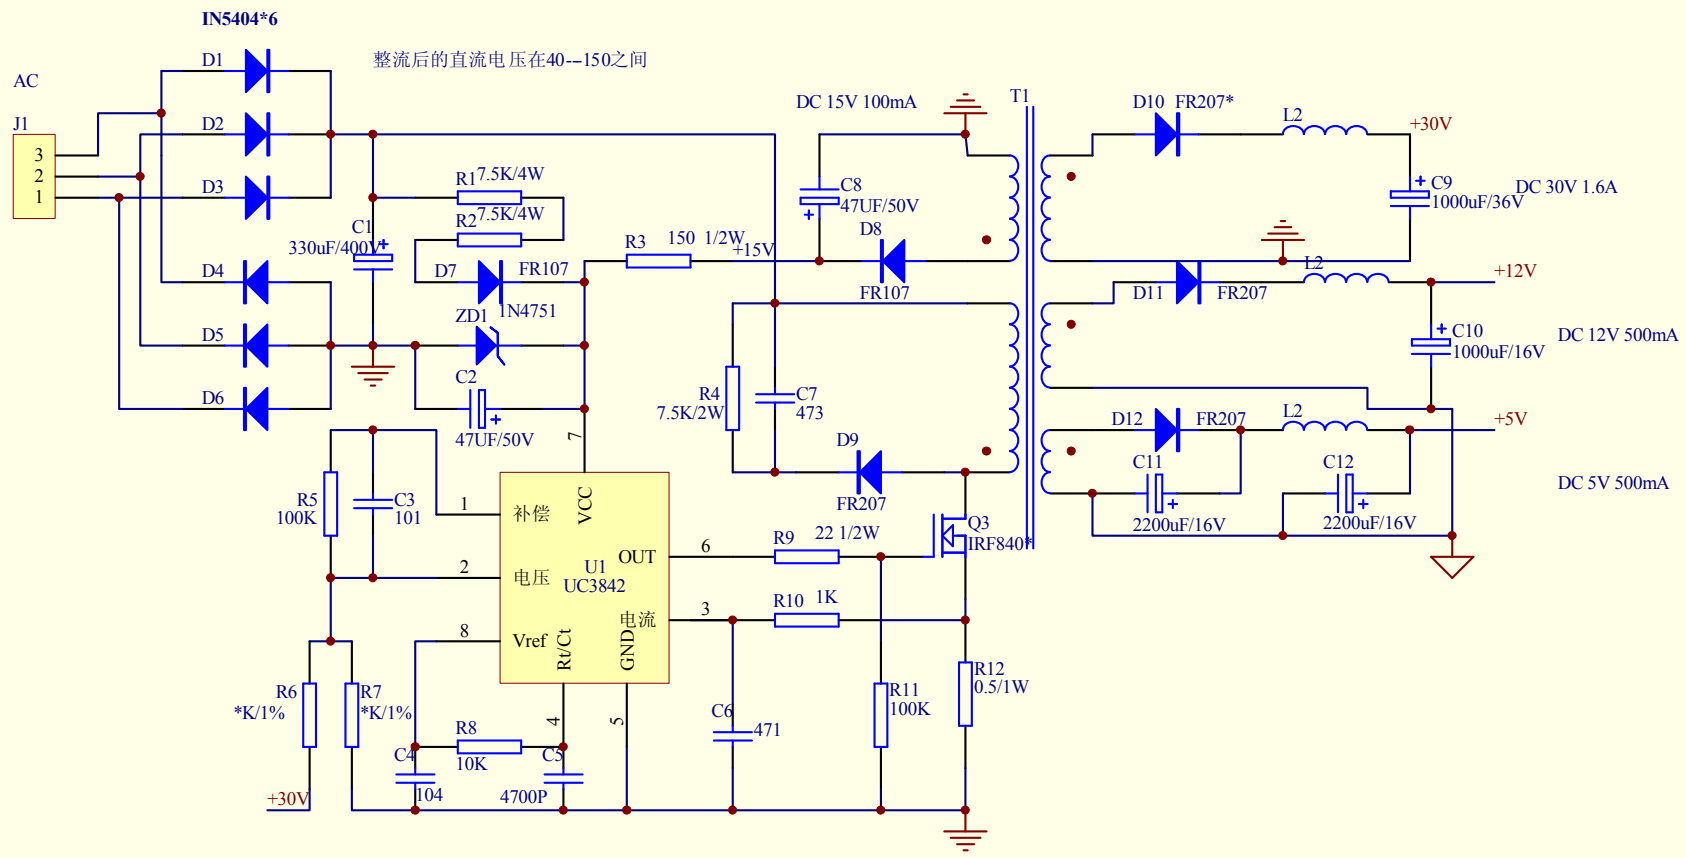 IN5404*6
整流后的直流电压在40---150之间
AC
J1
3
2
1
D1
D2
D3
D4
D5
D6
C1
330uF/400V
R1
7.5K/4W
R2
7.5K/4W
D7
FR107
ZD1
1N4751
C2
47UF/50V
R3
150 1/2W
+15V
DC 15V 100mA
C8
47UF/50V
D8
FR107
T1
R4
7.5K/2W
C7
473
D9
FR207
D10 FR207*
L2
+30V
C9
1000uF/36V
DC 30V 1.6A
D11
FR207
L2
+12V
C10
1000uF/16V
DC 12V 500mA
D12
FR207
L2
+5V
C11
2200uF/16V
C12
2200uF/16V
DC 5V 500mA
R5
100K
C3
101
1
补偿
7
VCC
2
电压
8
Vref
U1
UC3842
OUT
6
电流
3
Rt/Ct
4
GND
5
R9
22 1/2W
Q3
IRF840*
R10
1K
R11
100K
R12
0.5/1W
R6
*K/1%
R7
*K/1%
R8
10K
C4
104
C5
4700P
C6
471
+30V